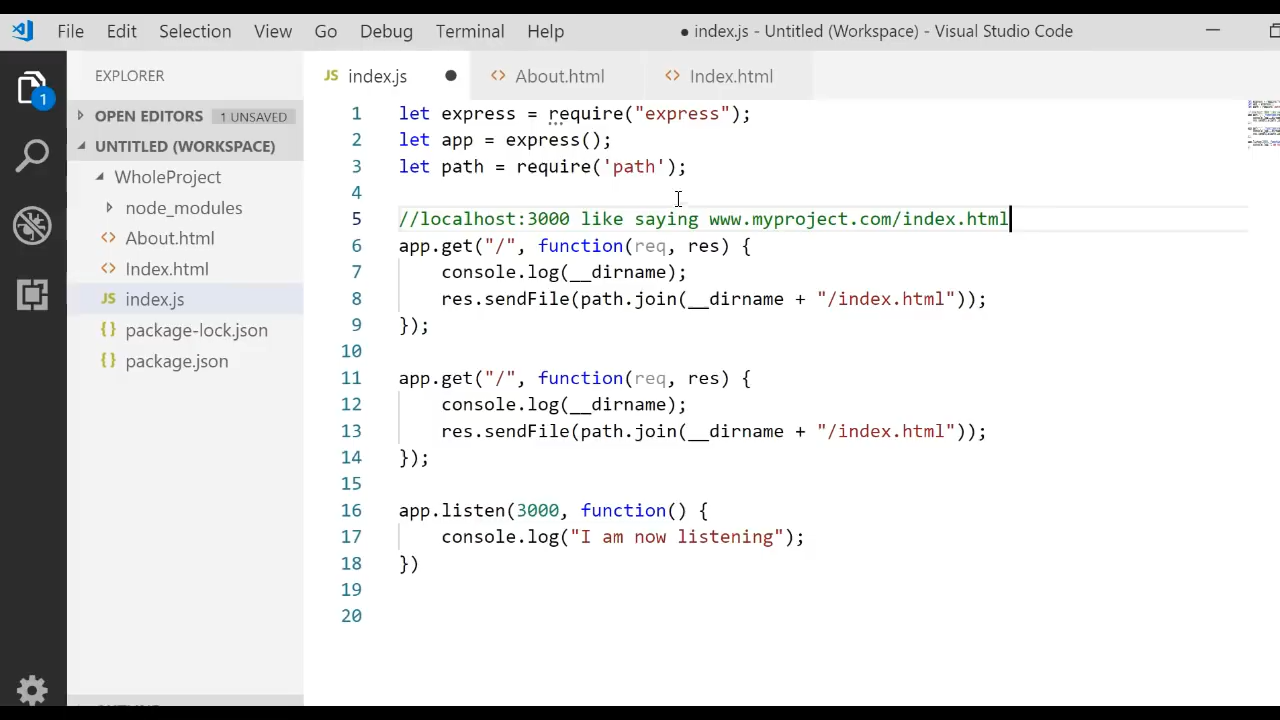 File Edit Selection View Go Debug Terminal Help ● index.js - Untitled (Workspace) - Visual Studio Code
EXPLORER
OPEN EDITORS 1 UNSAVED
UNTITLED (WORKSPACE)
WholeProject
node_modules
About.html
Index.html
JS index.js
{} package-lock.json
{} package.json
1
JS index.js ● <> About.html <> Index.html
1 let express = require("express");
2 let app = express();
3 let path = require('path');
4
5 //localhost:3000 like saying www.myproject.com/index.html
6 app.get("/", function(req, res) {
7 console.log(__dirname);
8 res.sendFile(path.join(__dirname + "/index.html"));
9 });
10
11 app.get("/", function(req, res) {
12 console.log(__dirname);
13 res.sendFile(path.join(__dirname + "/index.html"));
14 });
15
16 app.listen(3000, function() {
17 console.log("I am now listening");
18 })
19
20